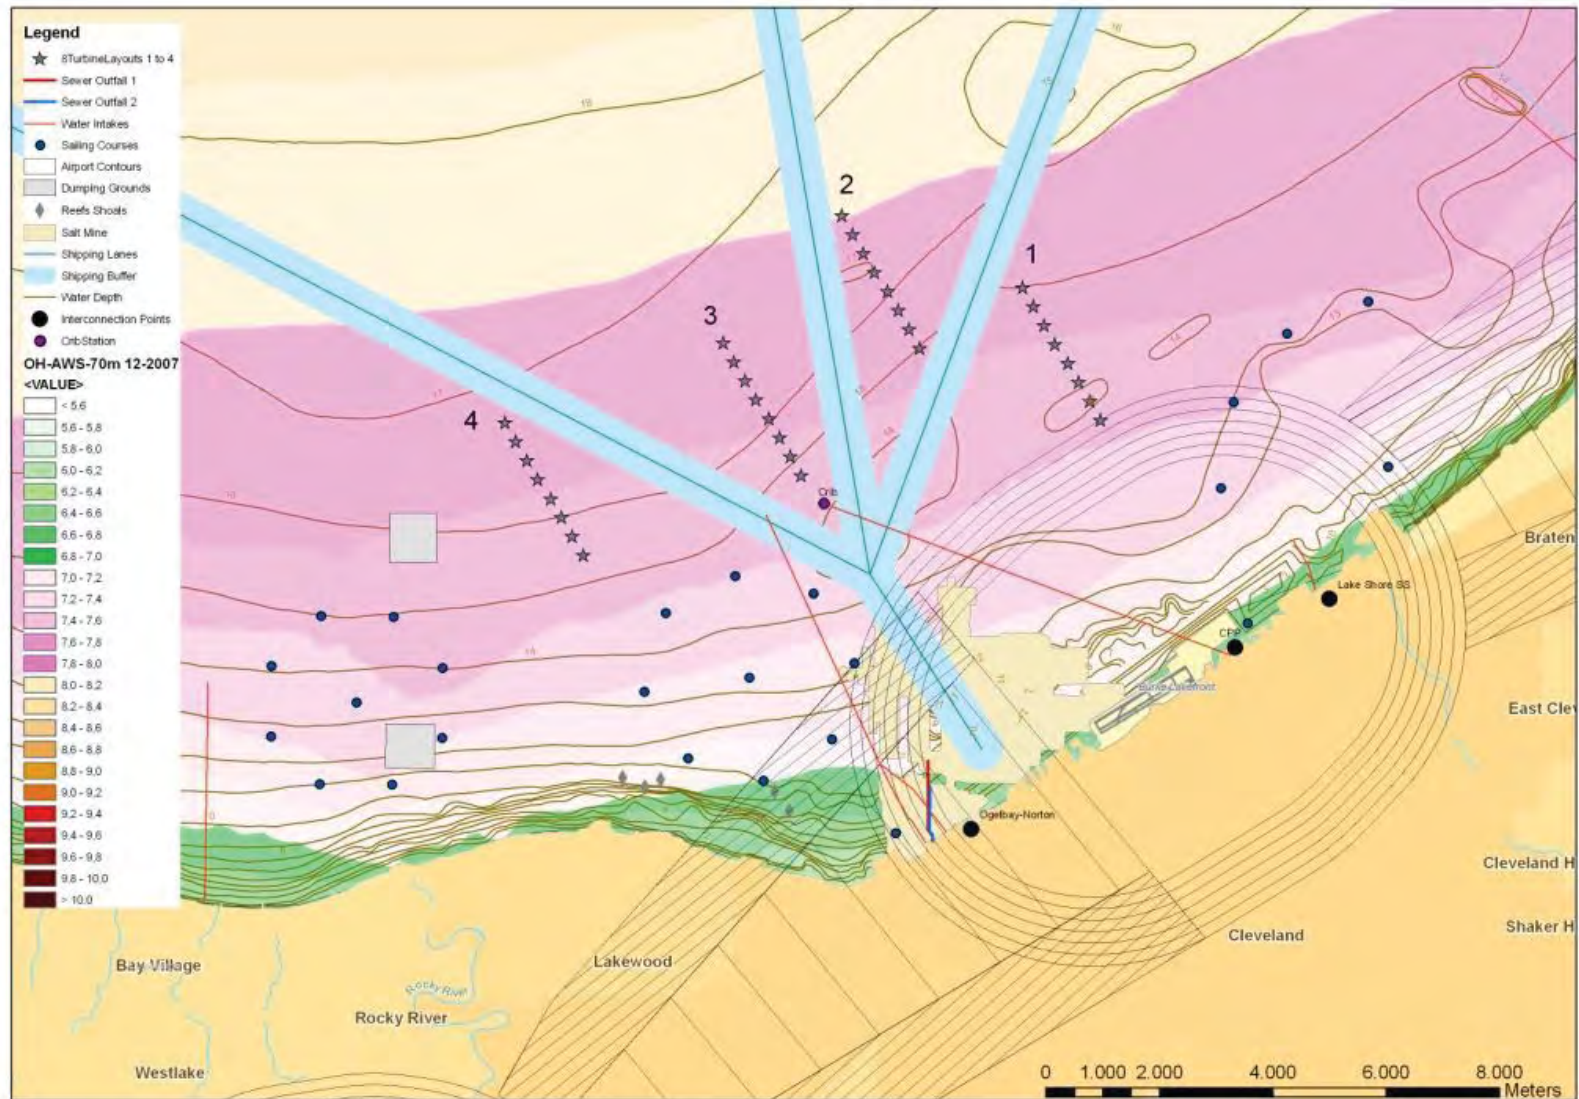 Legend
8TurbineLayouts 1 to 4
Sewer Outfall 1
Sewer Outfall 2
Water Intakes
Sailing Courses
Airport Contours
Dumping Grounds
Reefs Shoals
Salt Mine
Shipping Lanes
Shipping Buffer
Water Depth
Interconnection Points
CribStation
OH-AWS-70m 12-2007
<VALUE>
< 5.6
5.6 - 5.8
5.8 - 6.0
6.0 - 6.2
6.2 - 6.4
6.4 - 6.6
6.6 - 6.8
6.8 - 7.0
7.0 - 7.2
7.2 - 7.4
7.4 - 7.6
7.6 - 7.8
7.8 - 8.0
8.0 - 8.2
8.2 - 8.4
8.4 - 8.6
8.6 - 8.8
8.8 - 9.0
9.0 - 9.2
9.2 - 9.4
9.4 - 9.6
9.6 - 9.8
9.8 - 10.0
> 10.0
2
1
3
4
Crib
Braten
Lake Shore SS
CPP
Burke Lakefront
East Clev
Ogelbay-Norton
Cleveland H
Shaker H
Cleveland
Lakewood
Bay Village
Rocky River
Rocky River
Westlake
0 1.000 2.000 4.000 6.000 8.000
Meters